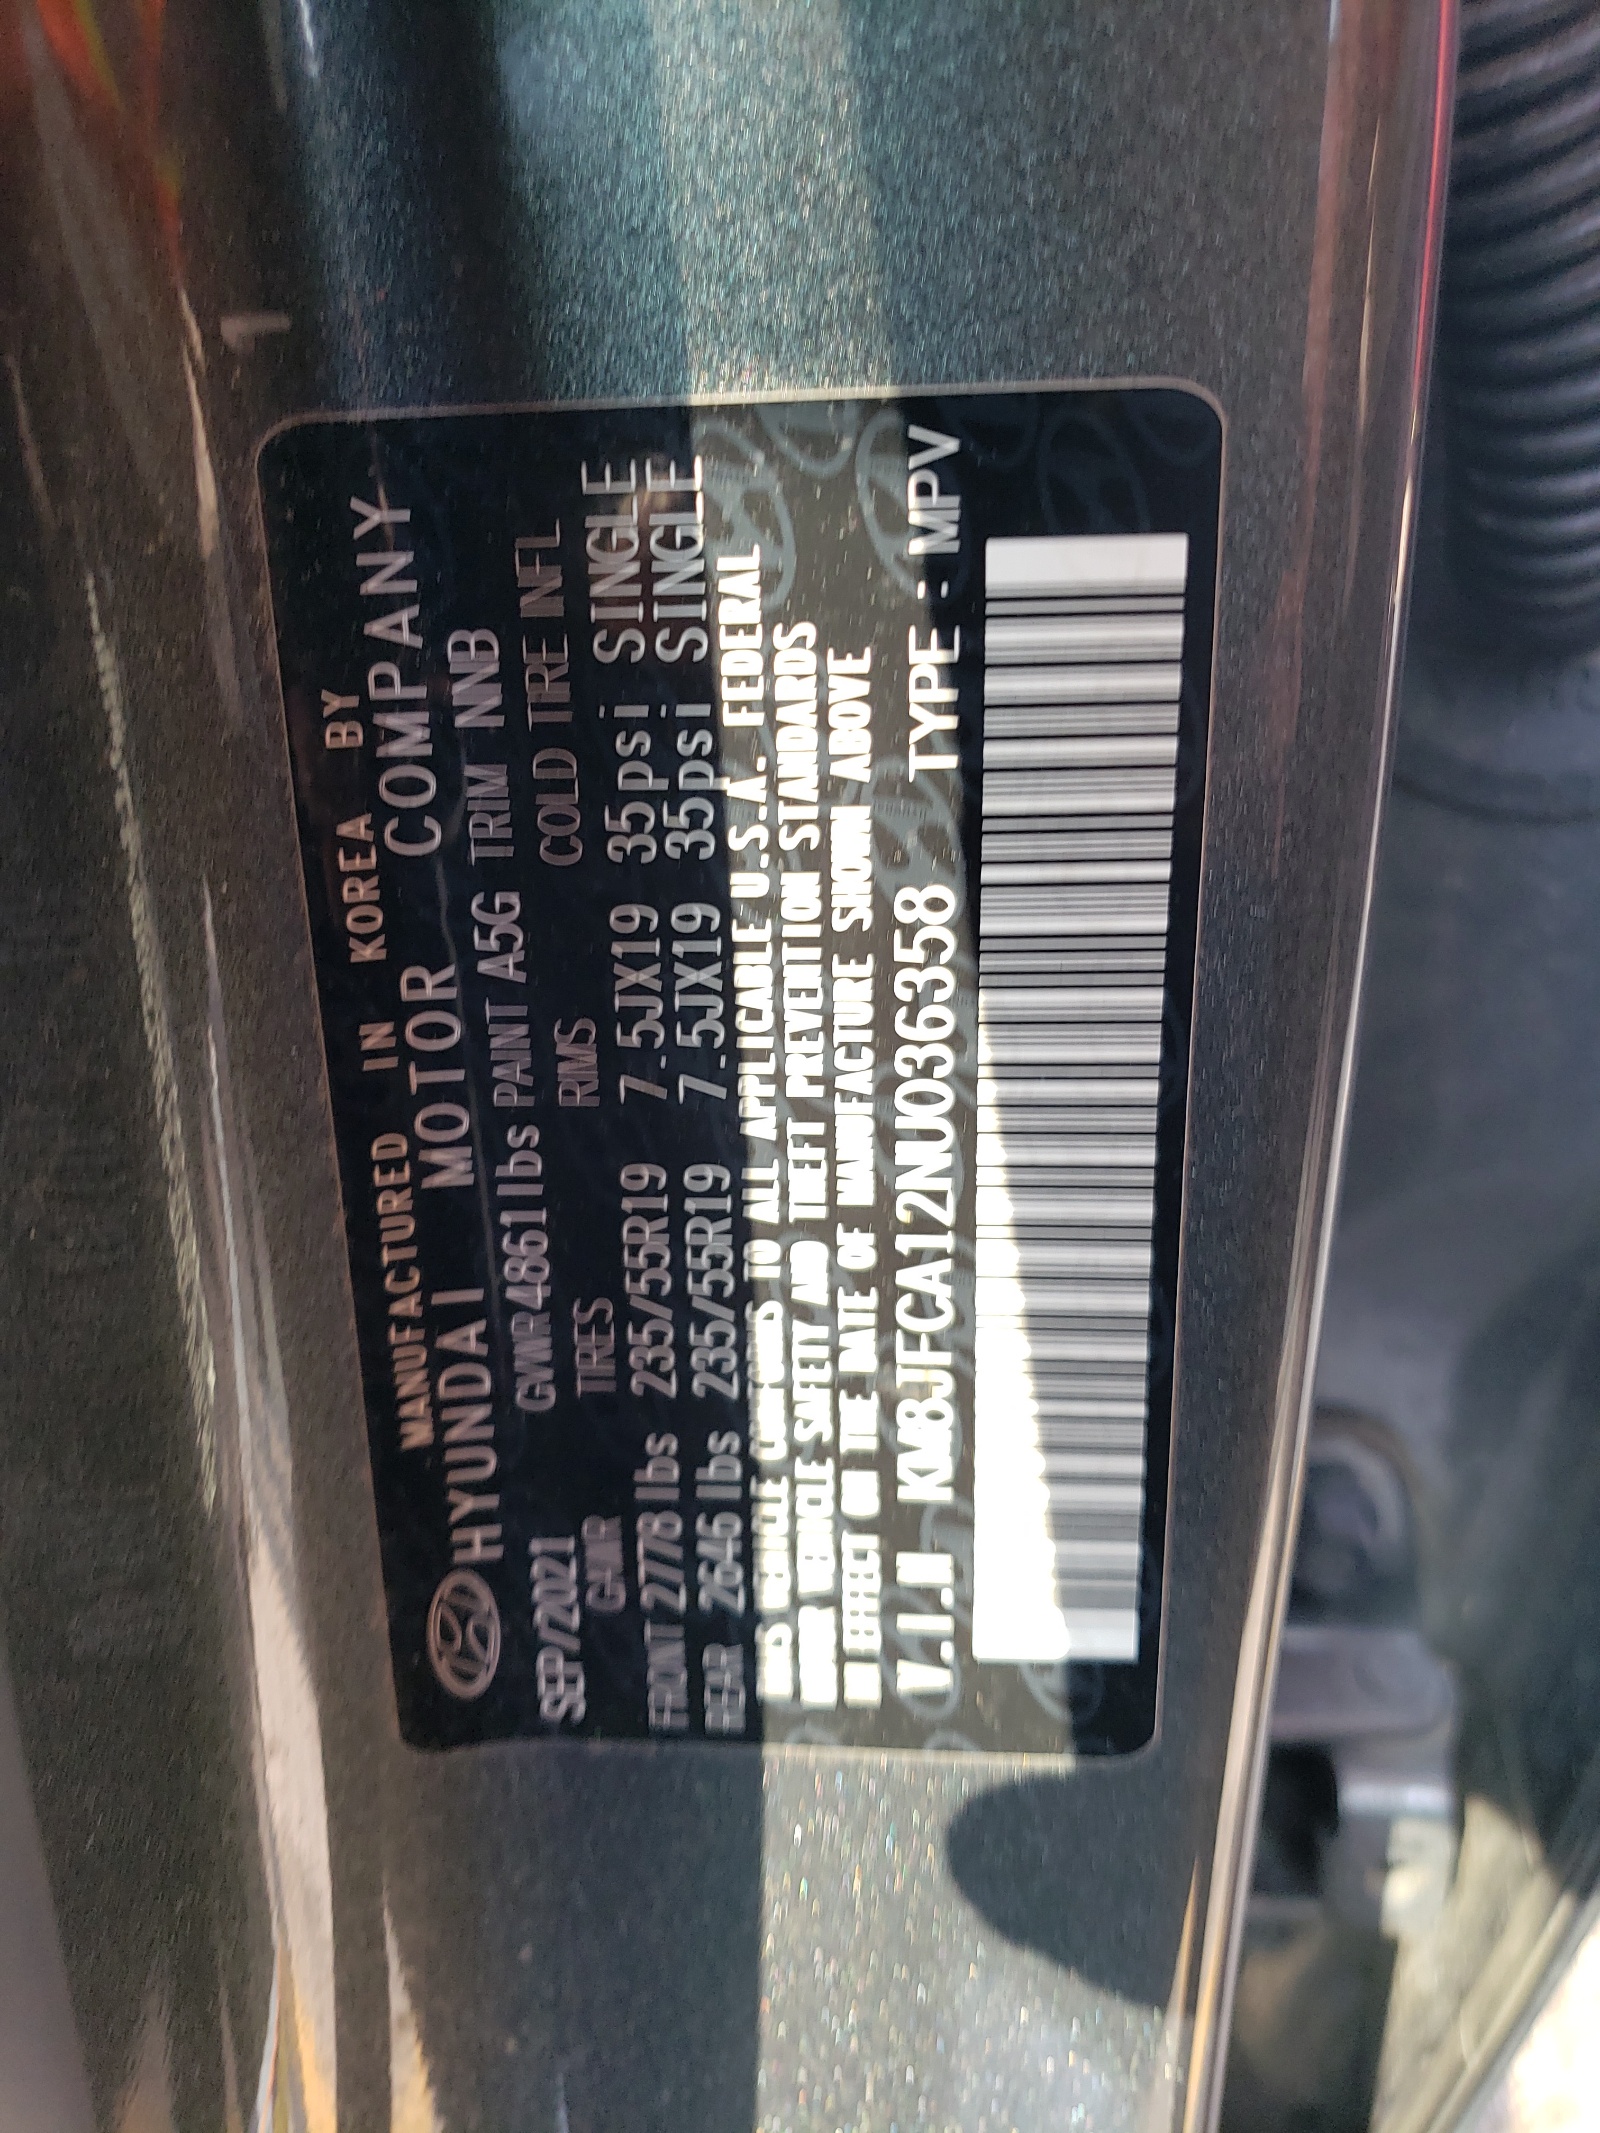 MANUFACTURED IN KOREA BY
HYUNDAI MOTOR COMPANY
SEP/2021 GVWR 4861 lbs PAINT A5G TRIM NNB
GAWR TIRES RIMS COLD TIRE INFL
FRONT 2778 lbs 235/55R19 7.5JX19 35psi SINGLE
REAR 2646 lbs 235/55R19 7.5JX19 35psi SINGLE
THIS VEHICLE CONFORMS TO ALL APPLICABLE U.S.A. FEDERAL
MOTOR VEHICLE SAFETY AND THEFT PREVENTION STANDARDS
IN EFFECT ON THE DATE OF MANUFACTURE SHOWN ABOVE
V.I.N KM8JFCA12NU036358 TYPE : MPV